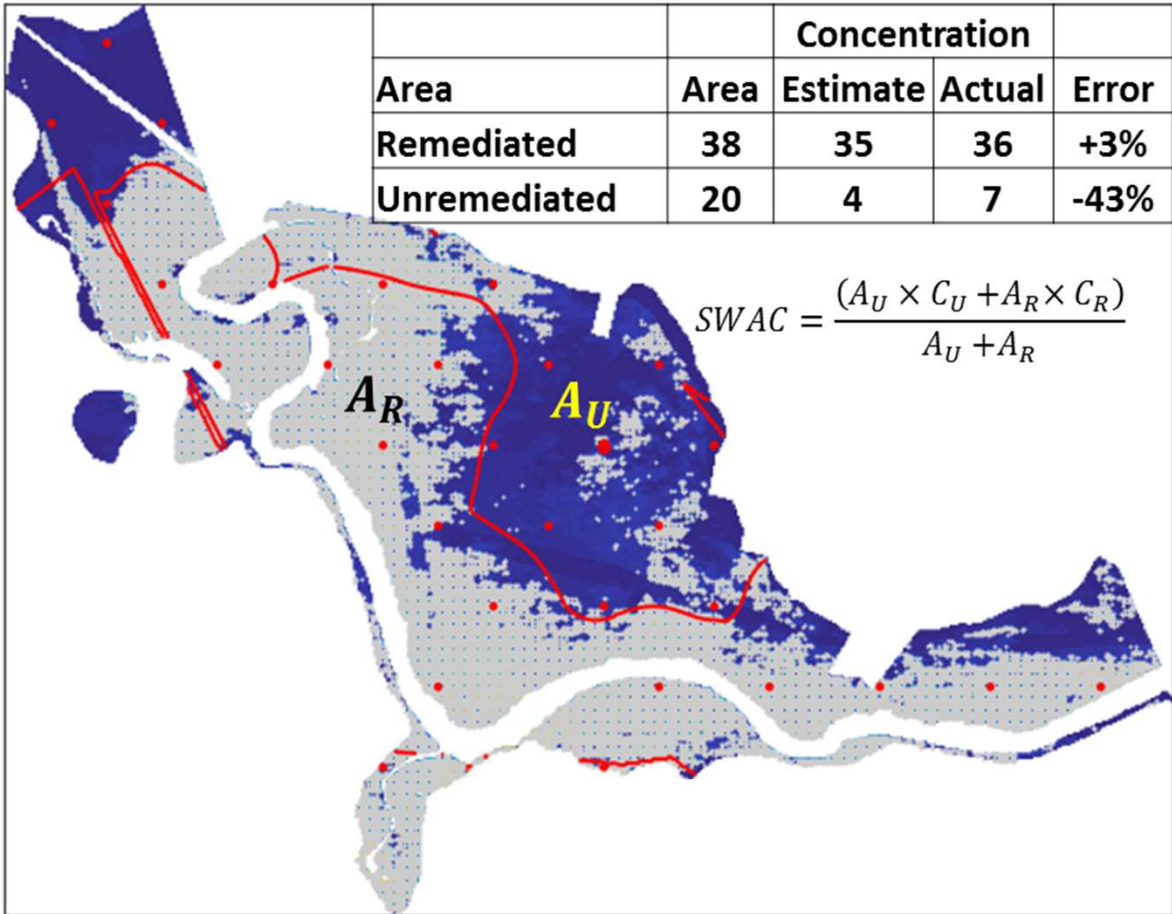 Concentration
Area Area Estimate Actual Error
Remediated 38 35 36 +3%
Unremediated 20 4 7 -43%
SWAC = (A_U × C_U + A_R × C_R) / A_U + A_R
A_R
A_U